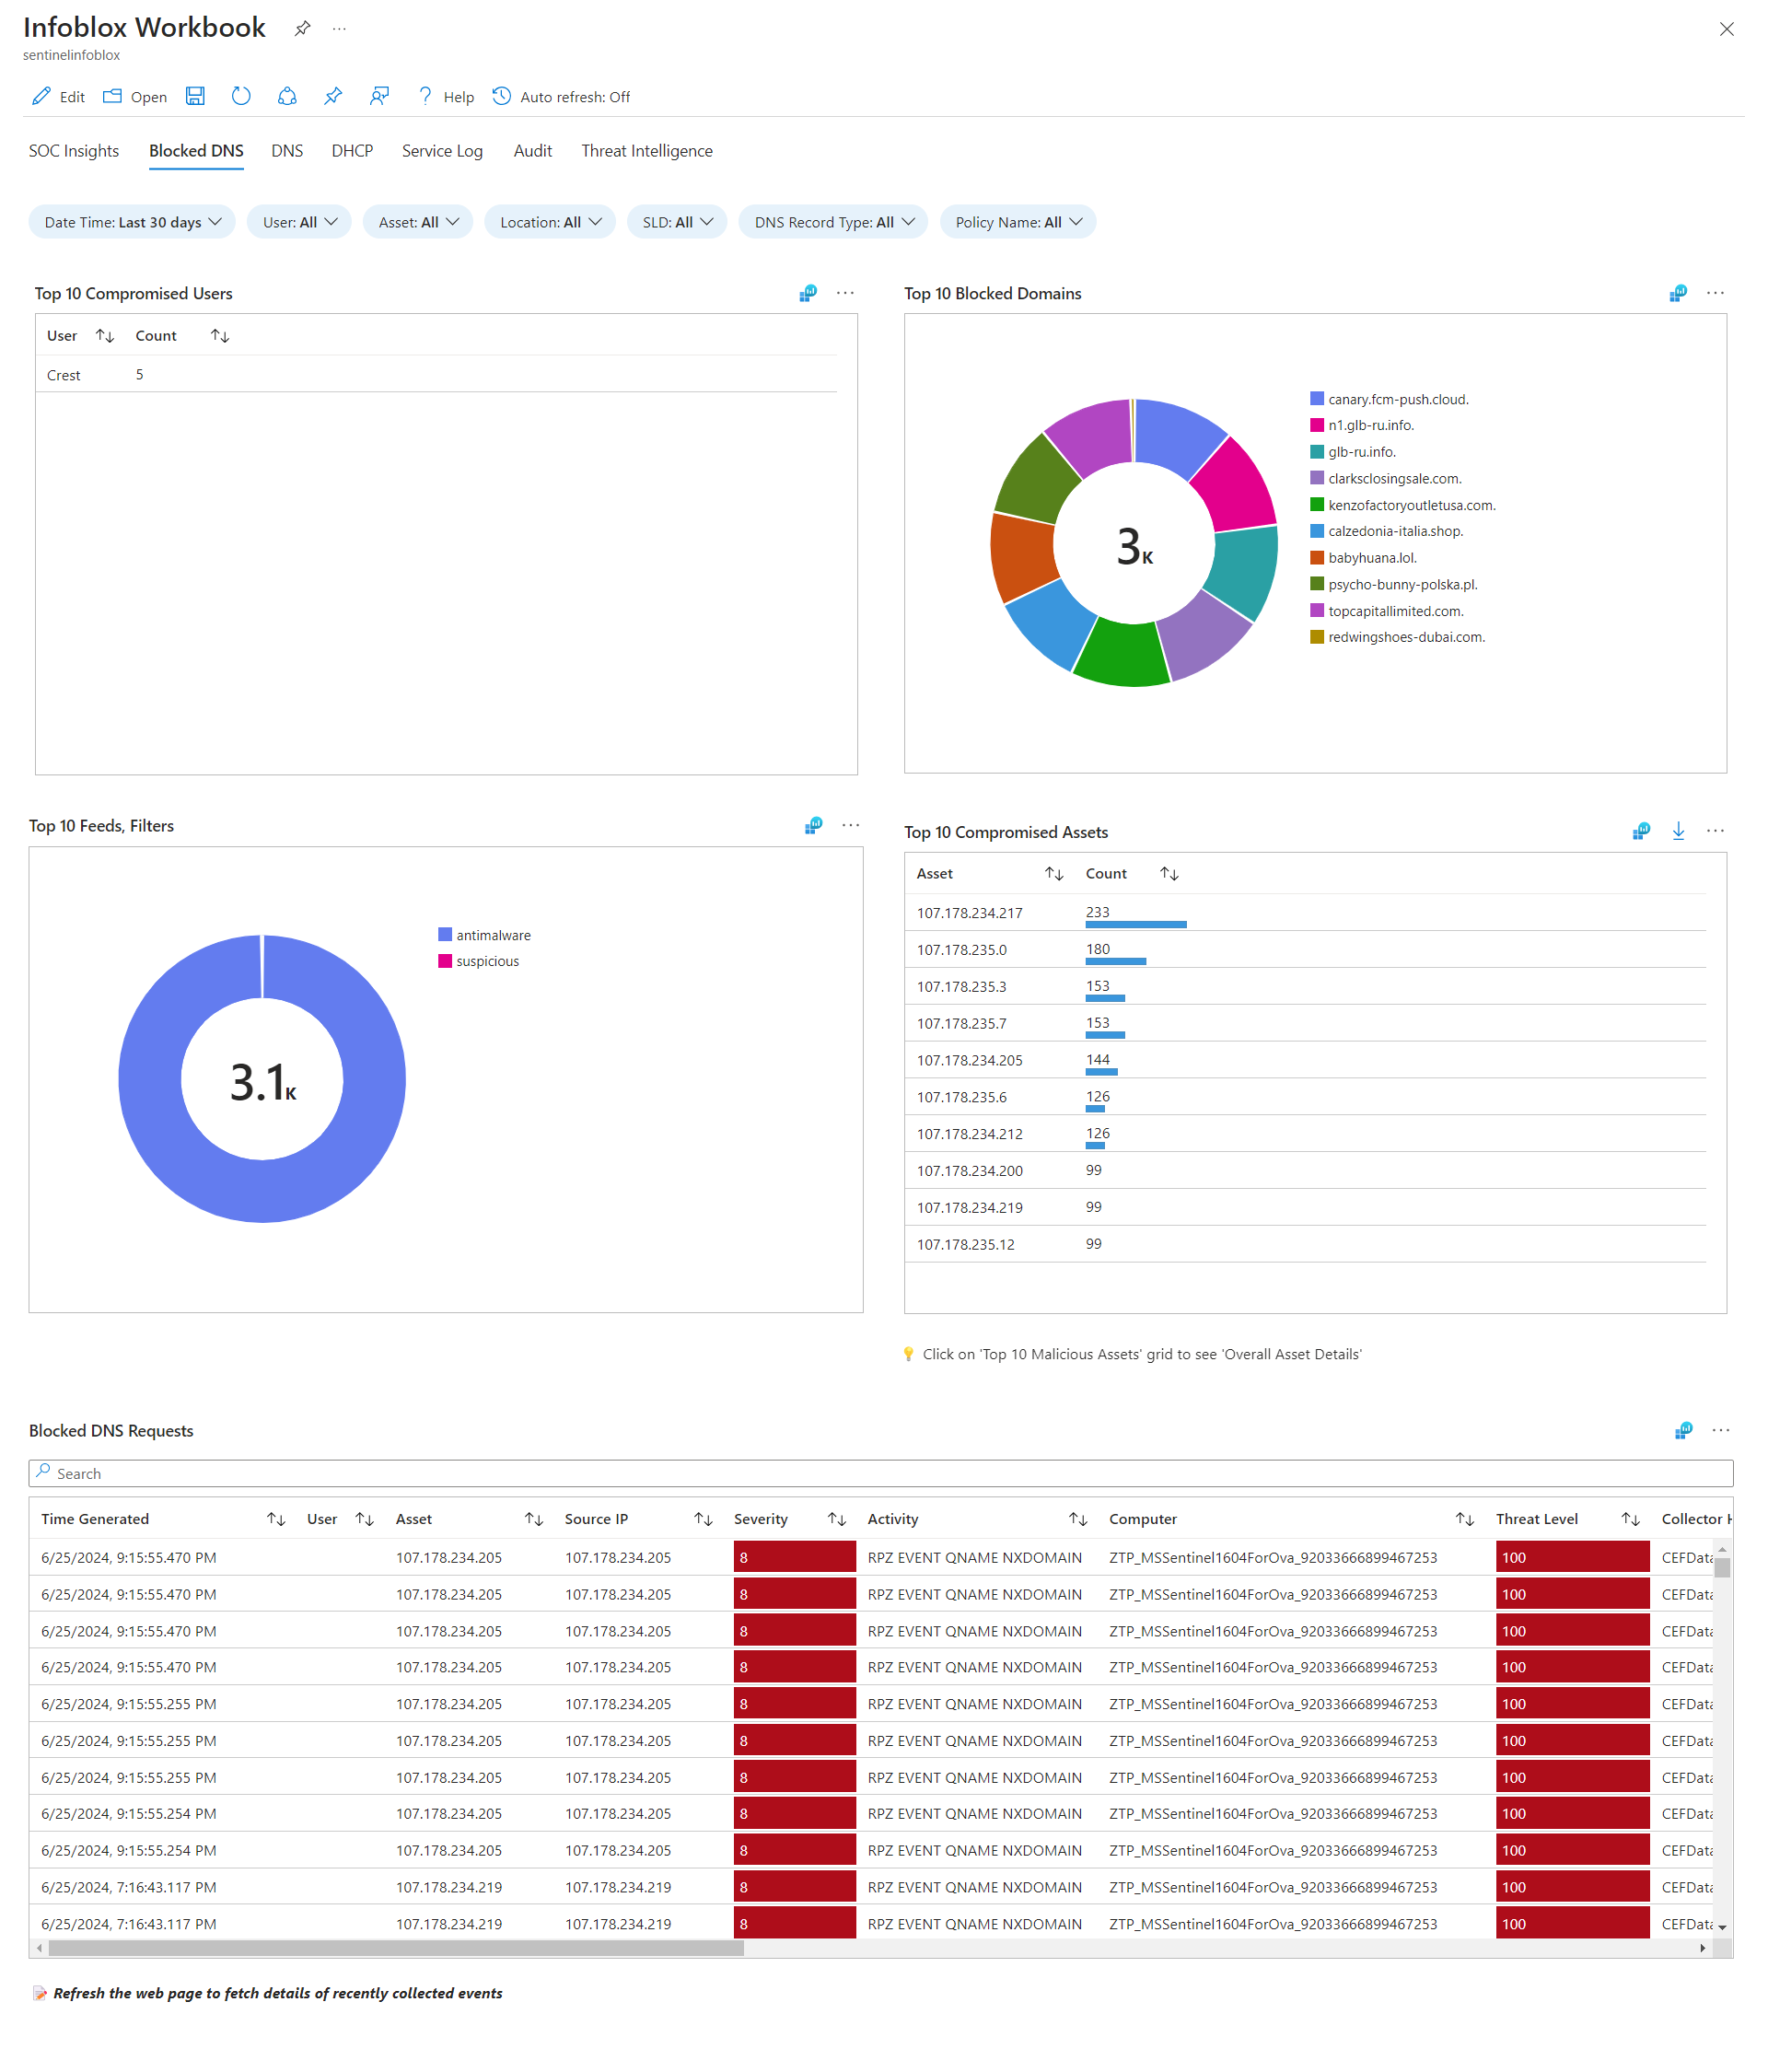 Infoblox Workbook
sentinelinfoblox
Edit Open Help Auto refresh: Off
SOC Insights Blocked DNS DNS DHCP Service Log Audit Threat Intelligence
Date Time: Last 30 days User: All Asset: All Location: All SLD: All DNS Record Type: All Policy Name: All
Top 10 Compromised Users
User Count
Crest 5
Top 10 Blocked Domains
3K
canary.fcm-push.cloud.
n1.glb-ru.info.
glb-ru.info.
clarksclosingsale.com.
kenzofactoryoutletusa.com.
calzedonia-italia.shop.
babyhuana.lol.
psycho-bunny-polska.pl.
topcapitallimited.com.
redwingshoes-dubai.com.
Top 10 Feeds, Filters
3.1K
antimalware
suspicious
Top 10 Compromised Assets
Asset Count
107.178.234.217 233
107.178.235.0 180
107.178.235.3 153
107.178.235.7 153
107.178.234.205 144
107.178.235.6 126
107.178.234.212 126
107.178.234.200 99
107.178.234.219 99
107.178.235.12 99
Click on 'Top 10 Malicious Assets' grid to see 'Overall Asset Details'
Blocked DNS Requests
Search
Time Generated User Asset Source IP Severity Activity Computer Threat Level Collector
6/25/2024, 9:15:55.470 PM 107.178.234.205 107.178.234.205 8 RPZ EVENT QNAME NXDOMAIN ZTP_MSSentinel1604ForOva_92033666899467253 100 CEFData
6/25/2024, 9:15:55.470 PM 107.178.234.205 107.178.234.205 8 RPZ EVENT QNAME NXDOMAIN ZTP_MSSentinel1604ForOva_92033666899467253 100 CEFData
6/25/2024, 9:15:55.470 PM 107.178.234.205 107.178.234.205 8 RPZ EVENT QNAME NXDOMAIN ZTP_MSSentinel1604ForOva_92033666899467253 100 CEFData
6/25/2024, 9:15:55.470 PM 107.178.234.205 107.178.234.205 8 RPZ EVENT QNAME NXDOMAIN ZTP_MSSentinel1604ForOva_92033666899467253 100 CEFData
6/25/2024, 9:15:55.255 PM 107.178.234.205 107.178.234.205 8 RPZ EVENT QNAME NXDOMAIN ZTP_MSSentinel1604ForOva_92033666899467253 100 CEFData
6/25/2024, 9:15:55.255 PM 107.178.234.205 107.178.234.205 8 RPZ EVENT QNAME NXDOMAIN ZTP_MSSentinel1604ForOva_92033666899467253 100 CEFData
6/25/2024, 9:15:55.255 PM 107.178.234.205 107.178.234.205 8 RPZ EVENT QNAME NXDOMAIN ZTP_MSSentinel1604ForOva_92033666899467253 100 CEFData
6/25/2024, 9:15:55.254 PM 107.178.234.205 107.178.234.205 8 RPZ EVENT QNAME NXDOMAIN ZTP_MSSentinel1604ForOva_92033666899467253 100 CEFData
6/25/2024, 9:15:55.254 PM 107.178.234.205 107.178.234.205 8 RPZ EVENT QNAME NXDOMAIN ZTP_MSSentinel1604ForOva_92033666899467253 100 CEFData
6/25/2024, 7:16:43.117 PM 107.178.234.219 107.178.234.219 8 RPZ EVENT QNAME NXDOMAIN ZTP_MSSentinel1604ForOva_92033666899467253 100 CEFData
6/25/2024, 7:16:43.117 PM 107.178.234.219 107.178.234.219 8 RPZ EVENT QNAME NXDOMAIN ZTP_MSSentinel1604ForOva_92033666899467253 100 CEFData
Refresh the web page to fetch details of recently collected events